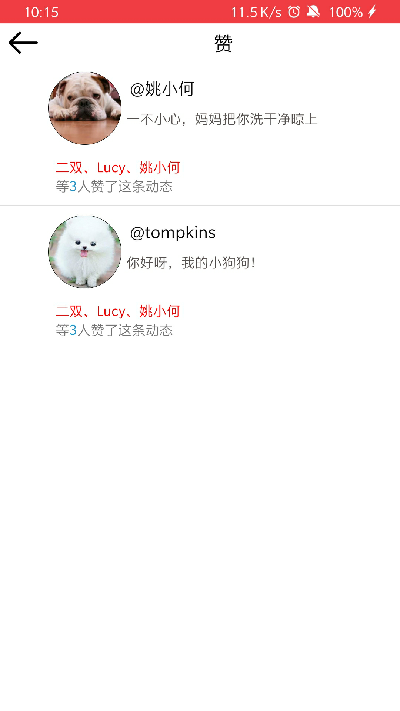 10:15 11.5 K/s 100%
赞
@姚小何
一不小心，妈妈把你洗干净晾上
二双、Lucy、姚小何
等3人赞了这条动态
@tompkins
你好呀，我的小狗狗！
二双、Lucy、姚小何
等3人赞了这条动态